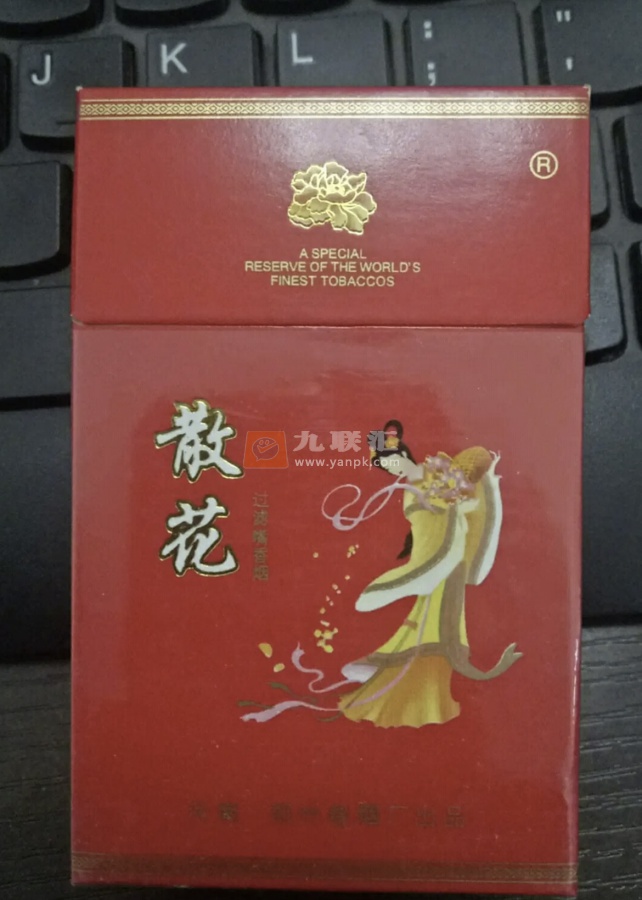 J
K
L
:
;
"
'
®
A SPECIAL
RESERVE OF THE WORLD'S
FINEST TOBACCOS
散花
过滤嘴香烟
九联汇
www.yanpk.com